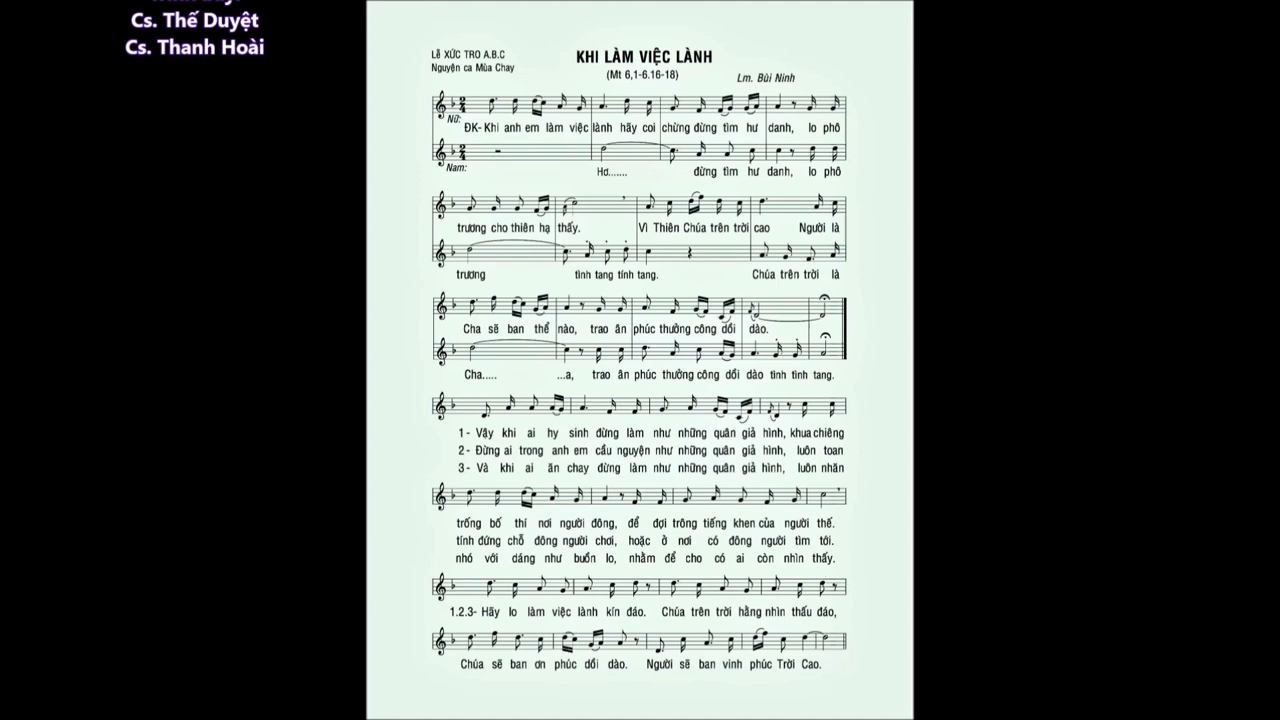 Cs. Thế Duyệt
Cs. Thanh Hoài
Lễ XỨC TRO A.B.C
Nguyện ca Mùa Chay
KHI LÀM VIỆC LÀNH
(Mt 6,1-6.16-18)
Lm. Bùi Ninh
Nữ:
ĐK- Khi anh em làm việc lành hãy coi chừng đừng tìm hư danh, lo phô
Nam:
Hơ....... đừng tìm hư danh, lo phô
trương cho thiên hạ thấy. Vì Thiên Chúa trên trời cao Người là
trương tình tang tính tang. Chúa trên trời là
Cha sẽ ban thể nào, trao ân phúc thưởng công dồi dào.
Cha..... ...a, trao ân phúc thưởng công dồi dào tình tình tang.
1- Vậy khi ai hy sinh đừng làm như những quân giả hình, khua chiêng
2- Đừng ai trong anh em cầu nguyện như những quân giả hình, luôn toan
3- Và khi ai ăn chay đừng làm như những quân giả hình, luôn nhăn
trống bố thí nơi người đông, để đợi trông tiếng khen của người thế.
tính đứng chỗ đông người chơi, hoặc ở nơi có đông người tìm tới.
nhó với dáng như buồn lo, nhằm để cho có ai còn nhìn thấy.
1.2.3- Hãy lo làm việc lành kín đáo. Chúa trên trời hằng nhìn thấu đáo,
Chúa sẽ ban ơn phúc dồi dào. Người sẽ ban vinh phúc Trời Cao.